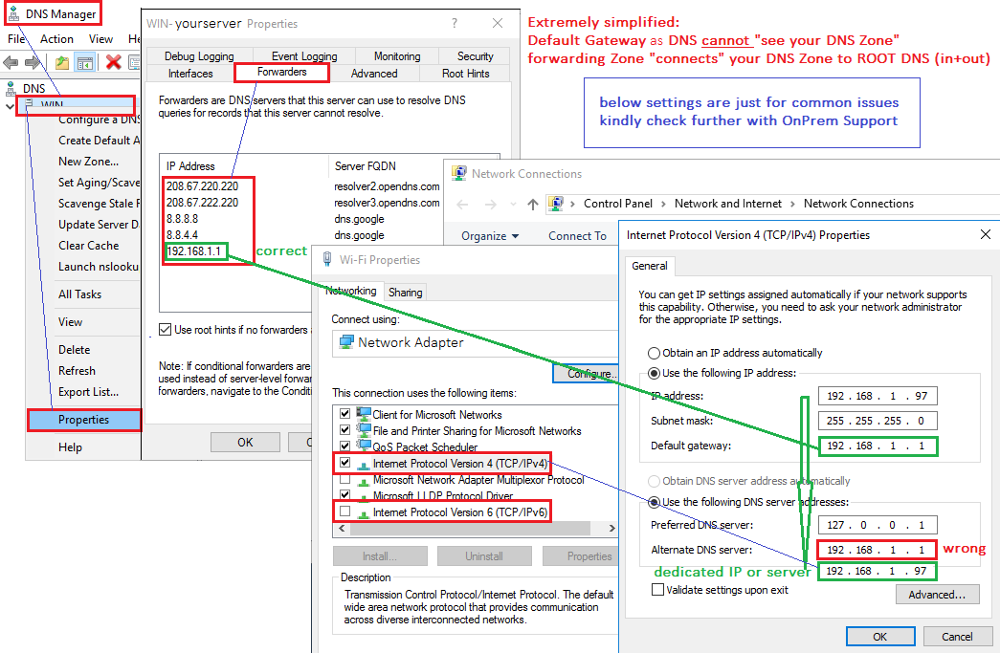 DNS Manager
File Action View He
DNS
WIN
Configure a DNS
Create Default A
New Zone...
Set Aging/Scave
Scavenge Stale R
Update Server D
Clear Cache
Launch nslooku
All Tasks
View
Delete
Refresh
Export List...
Properties
Help
WIN- yourserver Properties
?
Debug Logging Event Logging Monitoring Security
Interfaces Forwarders Advanced Root Hints
Forwarders are DNS servers that this server can use to resolve DNS
queries for records that this server cannot resolve.
IP Address Server FQDN
208.67.220.220 resolver2.opendns.com
208.67.222.220 resolver3.opendns.com
8.8.8.8 dns.google
8.8.4.4 dns.google
192.168.1.1
correct
Use root hints if no forwarders
Note: If conditional forwarders are
used instead of server-level forwa
forwarders, navigate to the Condit
OK
Extremely simplified:
Default Gateway as DNS cannot "see your DNS Zone"
forwarding Zone "connects" your DNS Zone to ROOT DNS (in+out)
below settings are just for common issues
kindly check further with OnPrem Support
Network Connections
Control Panel > Network and Internet > Network Connections
Organize Connect To
Wi-Fi Properties
Networking Sharing
Connect using:
Network Adapter
Configure...
This connection uses the following items:
Client for Microsoft Networks
File and Printer Sharing for Microsoft Networks
QoS Packet Scheduler
Internet Protocol Version 4 (TCP/IPv4)
Microsoft Network Adapter Multiplexor Protocol
Microsoft LLDP Protocol Driver
Internet Protocol Version 6 (TCP/IPv6)
Install... Uninstall Properties
Description
Transmission Control Protocol/Internet Protocol. The default
wide area network protocol that provides communication
across diverse interconnected networks.
Internet Protocol Version 4 (TCP/IPv4) Properties
General
You can get IP settings assigned automatically if your network supports
this capability. Otherwise, you need to ask your network administrator
for the appropriate IP settings.
Obtain an IP address automatically
Use the following IP address:
IP address: 192 . 168 . 1 . 97
Subnet mask: 255 . 255 . 255 . 0
Default gateway: 192 . 168 . 1 . 1
Obtain DNS server address automatically
Use the following DNS server addresses:
Preferred DNS server: 127 . 0 . 0 . 1
Alternate DNS server: 192 . 168 . 1 . 1 wrong
dedicated IP or server 192 . 168 . 1 . 97
Validate settings upon exit
Advanced...
OK Cancel